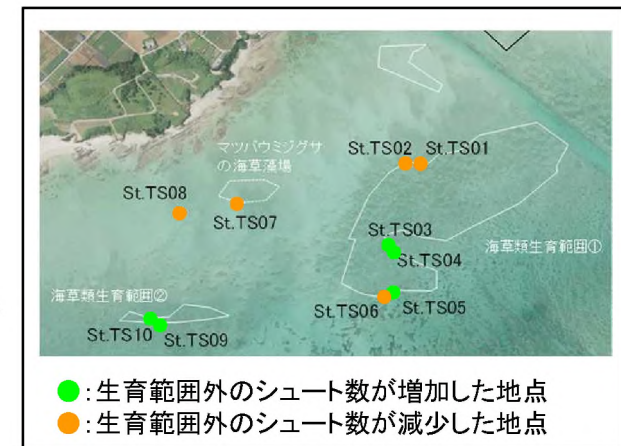 マツバウミジグサ
の海草藻場
St.TS02 St.TS01
St.TS08
St.TS07
St.TS03
海草類生育範囲①
St.TS04
海草類生育範囲②
St.TS06 St.TS05
St.TS10 St.TS09
●:生育範囲外のシュート数が増加した地点
●:生育範囲外のシュート数が減少した地点